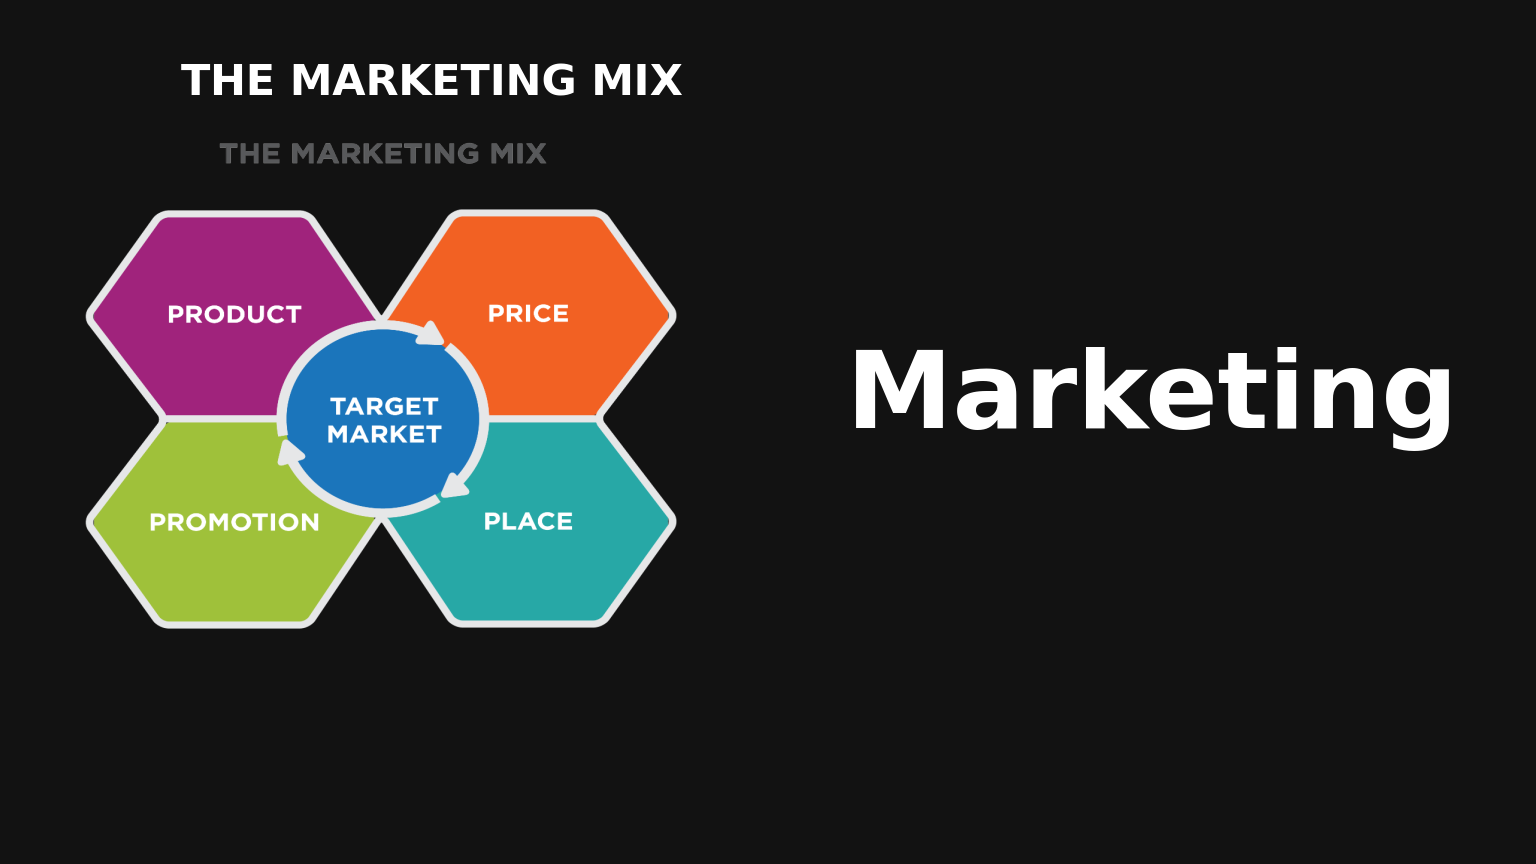 THE MARKETING MIX
THE MARKETING MIX
PRODUCT
PRICE
TARGET
MARKET
PROMOTION
PLACE
Marketing